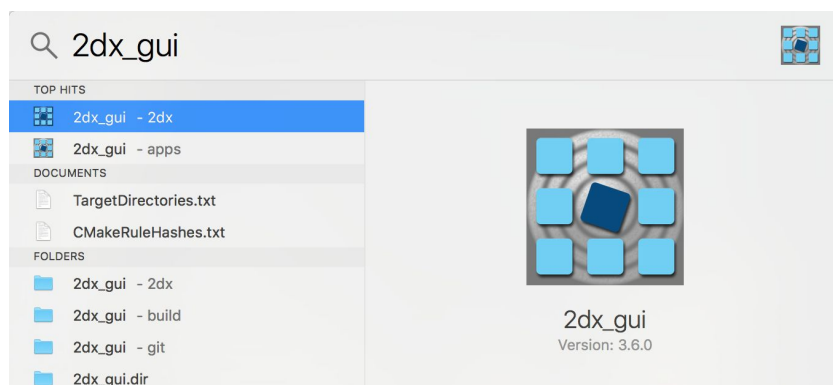 2dx_gui
TOP HITS
2dx_gui - 2dx
2dx_gui - apps
DOCUMENTS
TargetDirectories.txt
CMakeRuleHashes.txt
FOLDERS
2dx_gui - 2dx
2dx_gui - build
2dx_gui - git
2dx_gui.dir
2dx_gui
Version: 3.6.0